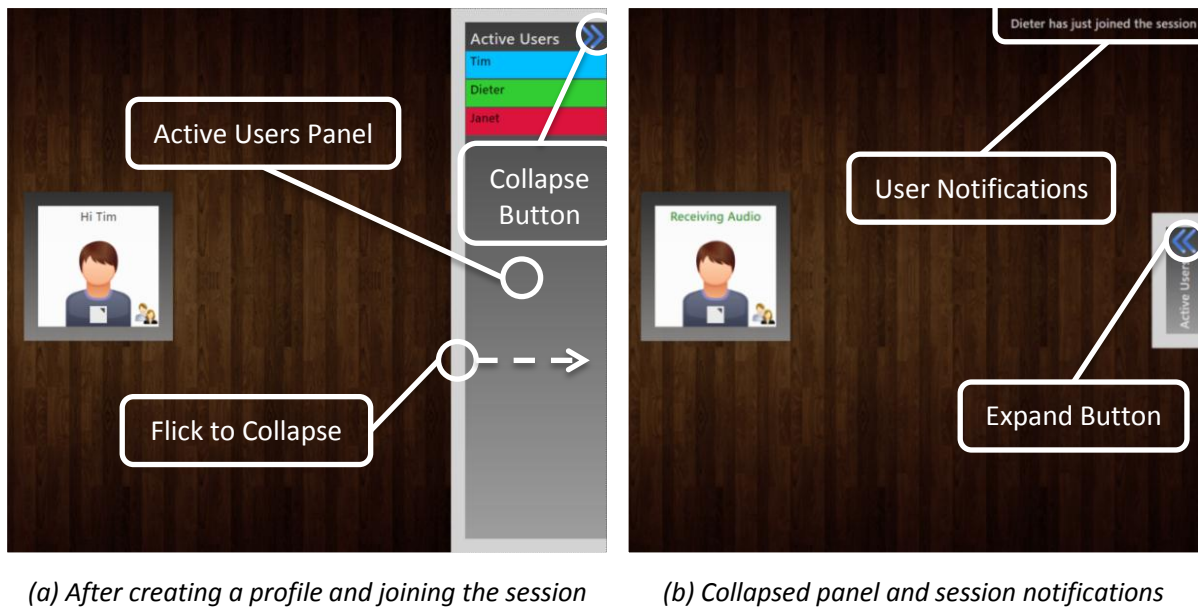 Active Users
Tim
Dieter
Janet
Active Users Panel
Collapse
Button
Hi Tim
Flick to Collapse
Dieter has just joined the session
User Notifications
Receiving Audio
Active Users
Expand Button
(a) After creating a profile and joining the session
(b) Collapsed panel and session notifications